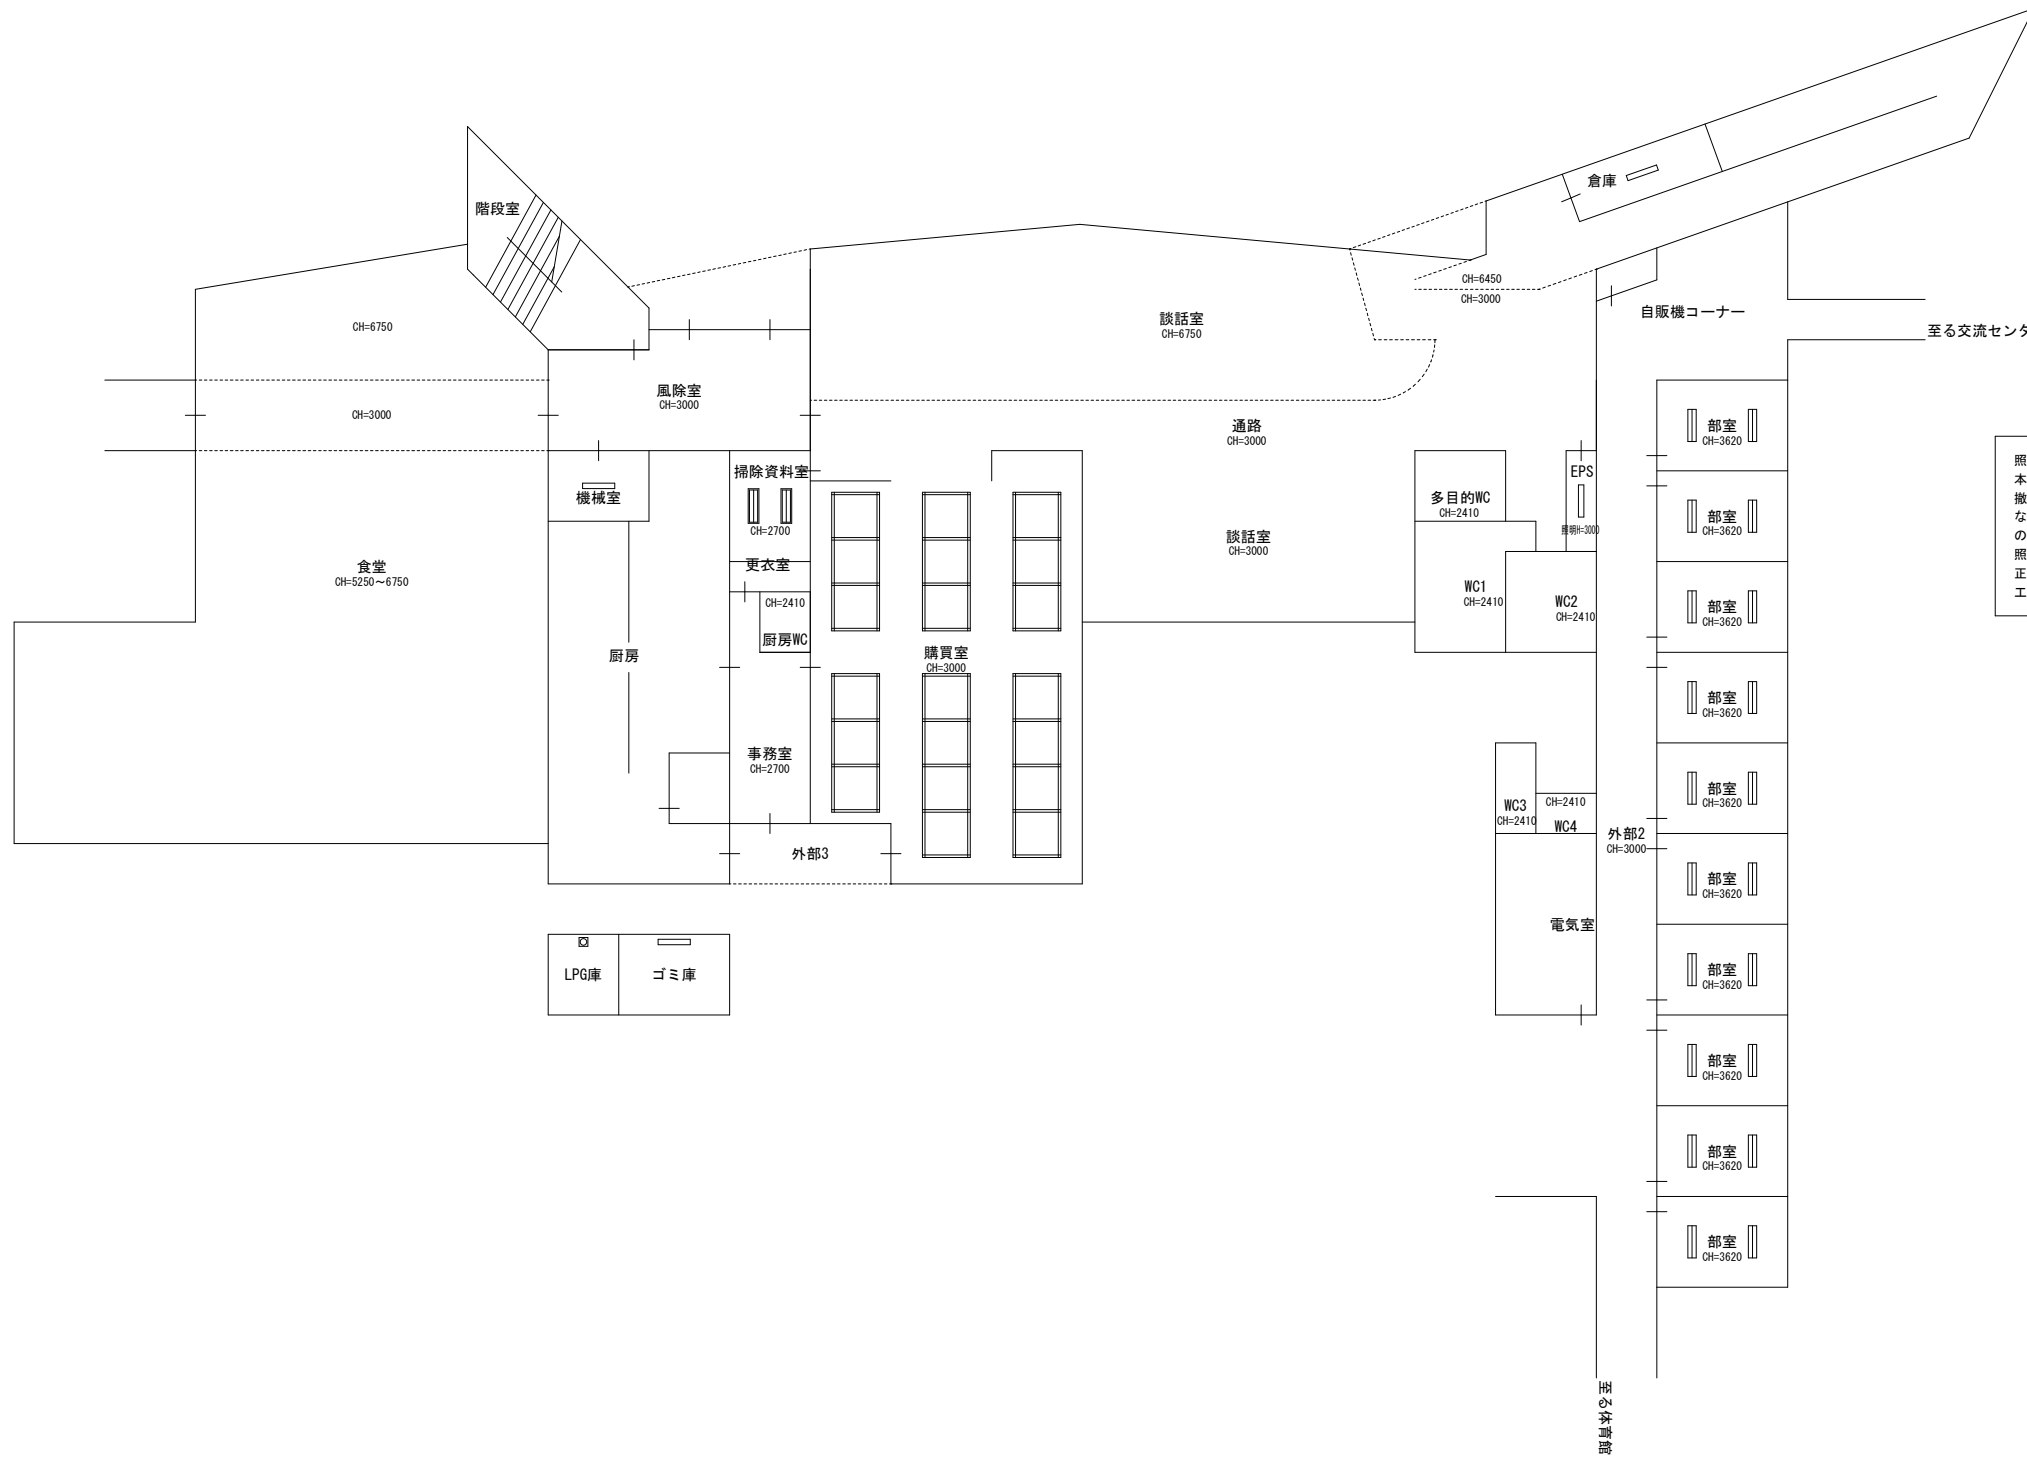 倉庫
階段室
CH=6450
CH=3000
自販機コーナー
談話室
CH=6750
CH=6750
至る交流センタ
風除室
CH=3000
CH=3000
通路
CH=3000
部室
CH=3620
掃除資料室
CH=2700
機械室
EPS
照明H=3000
多目的WC
CH=2410
談話室
CH=3000
部室
CH=3620
食堂
CH=5250～6750
更衣室
CH=2410
厨房WC
WC1
CH=2410
WC2
CH=2410
部室
CH=3620
厨房
購買室
CH=3000
部室
CH=3620
事務室
CH=2700
WC3
CH=2410
CH=2410
WC4
部室
CH=3620
外部2
CH=3000
外部3
部室
CH=3620
電気室
LPG庫
ゴミ庫
部室
CH=3620
部室
CH=3620
部室
CH=3620
部室
CH=3620
至る体育館
照
本
撤
な
の
照
正
工